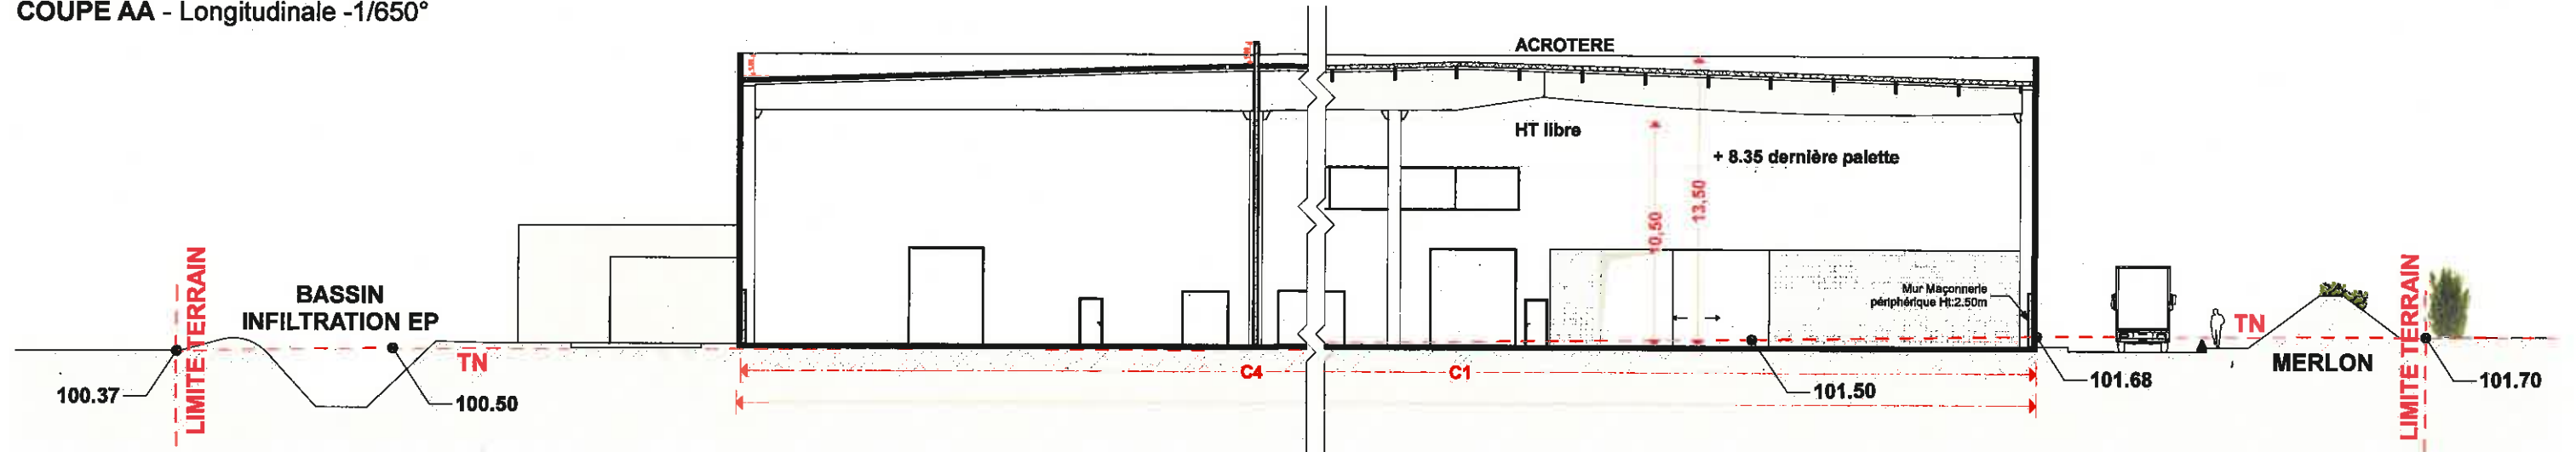 COUPE AA - Longitudinale -1/650°
ACROTERE
HT libre
+ 8.35 dernière palette
13,50
10,50
LIMITE TERRAIN
BASSIN
INFILTRATION EP
TN
100.37
100.50
C4
C1
Mur Maçonnerie
périphérique Ht:2.50m
101.50
101.68
TN
MERLON
LIMITE TERRAIN
101.70